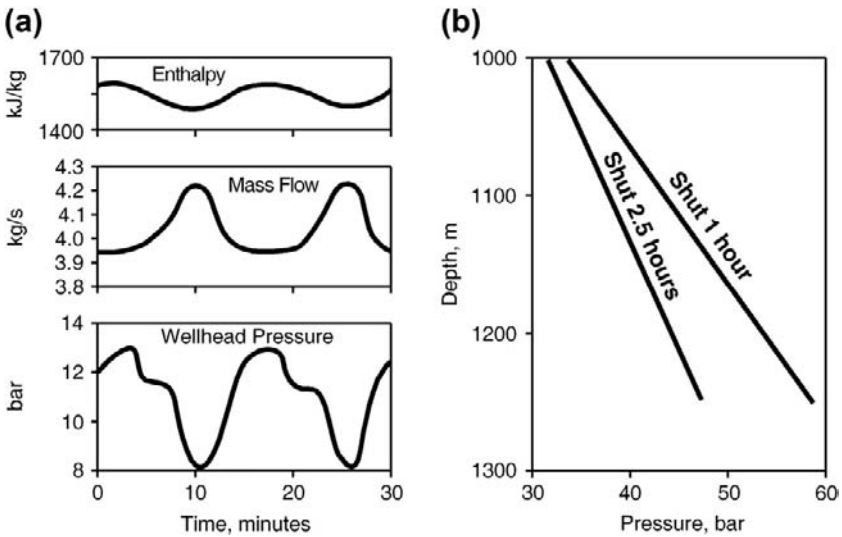 (a)
1700
kJ/kg
1400
Enthalpy
4.3
4.2
4.1
4.0
3.9
3.8
kg/s
Mass Flow
14
12
10
8
bar
Wellhead Pressure
0
10
20
30
Time, minutes
(b)
1000
1100
1200
1300
Depth, m
Shut 2.5 hours
Shut 1 hour
30
40
50
60
Pressure, bar